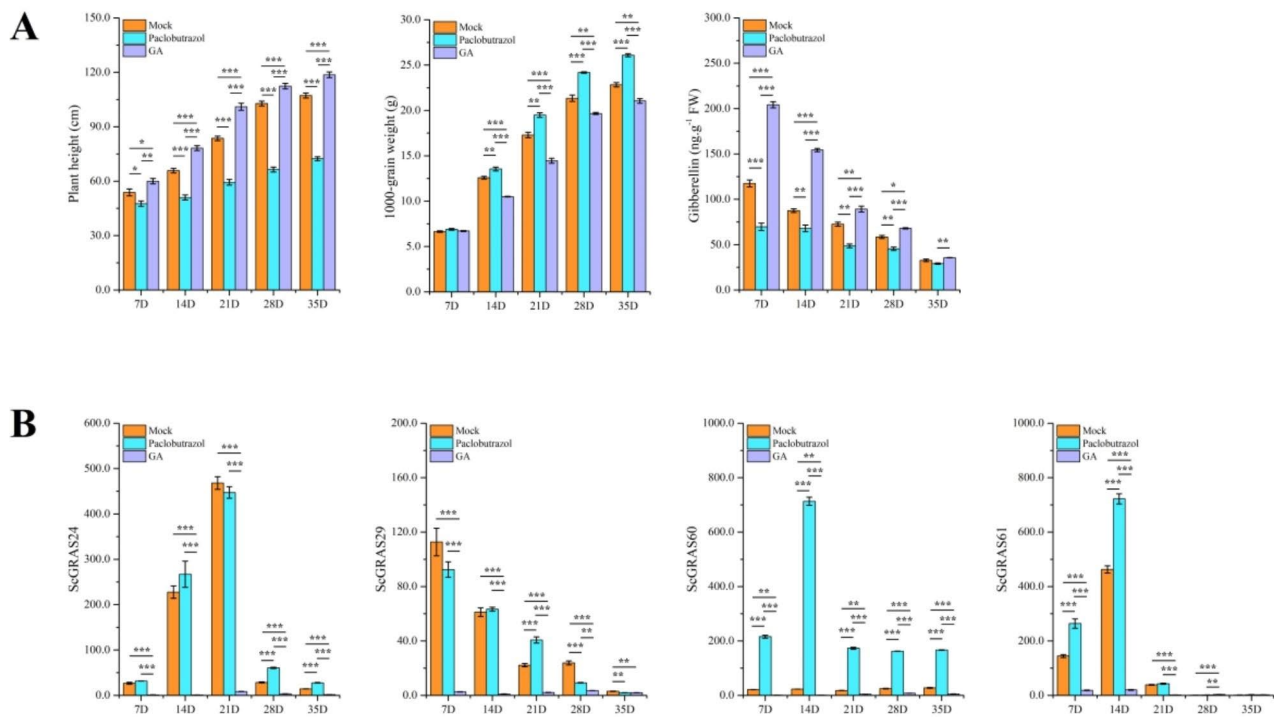 A
Plant height (cm)
150.0
120.0
90.0
60.0
30.0
0.0
Mock
Paclobutrazol
GA
*
*
**
***
***
***
***
***
***
***
***
***
***
***
***
7D
14D
21D
28D
35D
1000-grain weight (g)
30.0
25.0
20.0
15.0
10.0
5.0
0.0
Mock
Paclobutrazol
GA
***
**
***
***
**
***
**
***
***
**
***
***
7D
14D
21D
28D
35D
Gibberellin (ng.g-1 FW)
300.0
250.0
200.0
150.0
100.0
50.0
0.0
Mock
Paclobutrazol
GA
***
***
***
***
**
***
**
**
***
*
**
***
**
7D
14D
21D
28D
35D
B
ScGRAS24
600.0
500.0
400.0
300.0
200.0
100.0
0.0
Mock
Paclobutrazol
GA
***
***
***
***
***
***
***
***
***
***
***
***
7D
14D
21D
28D
35D
ScGRAS29
200.0
160.0
120.0
80.0
40.0
0.0
Mock
Paclobutrazol
GA
***
***
***
***
***
***
***
***
***
**
**
**
7D
14D
21D
28D
35D
ScGRAS60
1000.0
800.0
600.0
400.0
200.0
0.0
Mock
Paclobutrazol
GA
**
***
***
**
***
***
**
***
***
***
***
***
***
***
***
7D
14D
21D
28D
35D
ScGRAS61
1000.0
800.0
600.0
400.0
200.0
0.0
Mock
Paclobutrazol
GA
***
***
***
***
***
***
***
***
***
**
7D
14D
21D
28D
35D